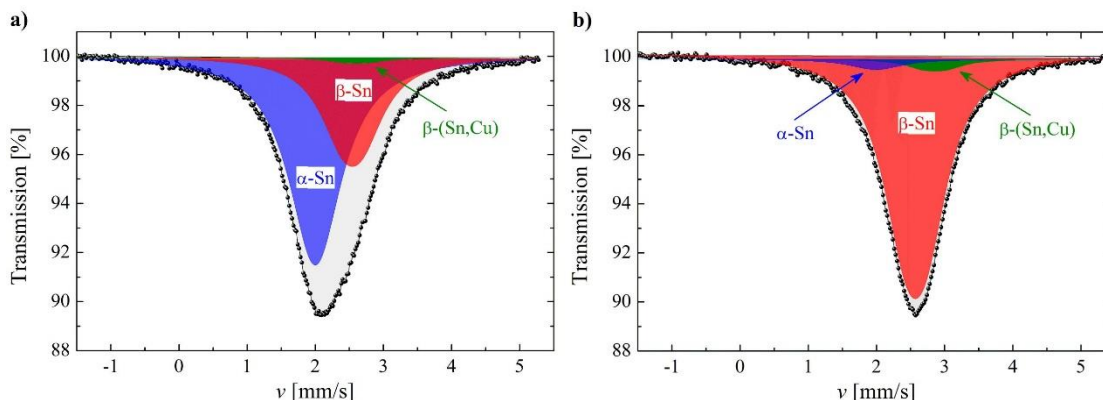 a)
100
98
96
94
92
90
88
Transmission [%]
β-Sn
β-(Sn,Cu)
α-Sn
-1 0 1 2 3 4 5
v [mm/s]
b)
100
98
96
94
92
90
88
Transmission [%]
α-Sn
β-Sn
β-(Sn,Cu)
-1 0 1 2 3 4 5
v [mm/s]